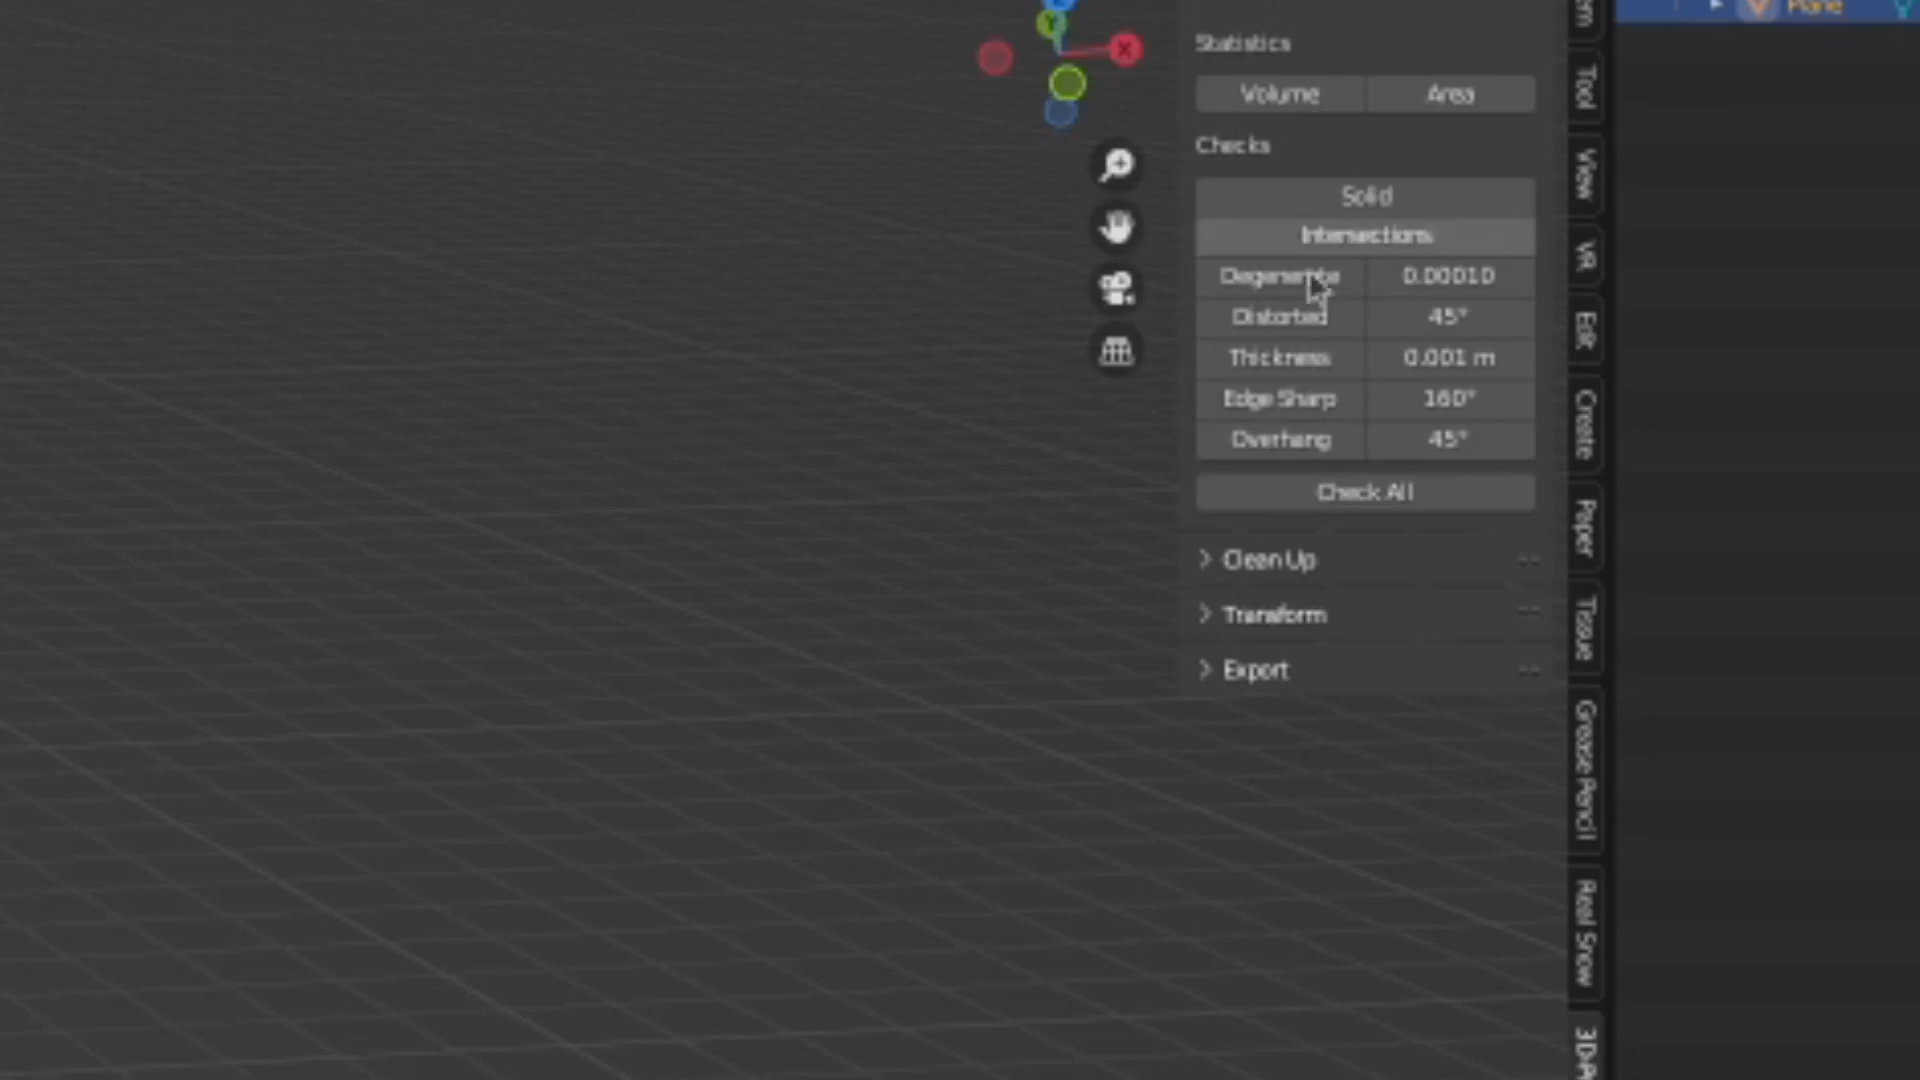 Plane
Statistics
Volume Area
Checks
Solid
Intersections
Degenerate 0.00010
Distorted 45°
Thickness 0.001 m
Edge Sharp 160°
Overhang 45°
Check All
Clean Up
Transform
Export
X
Y
Tool
View
VR
Edit
Create
Paper
Tissue
Grease Pencil
Real Snow